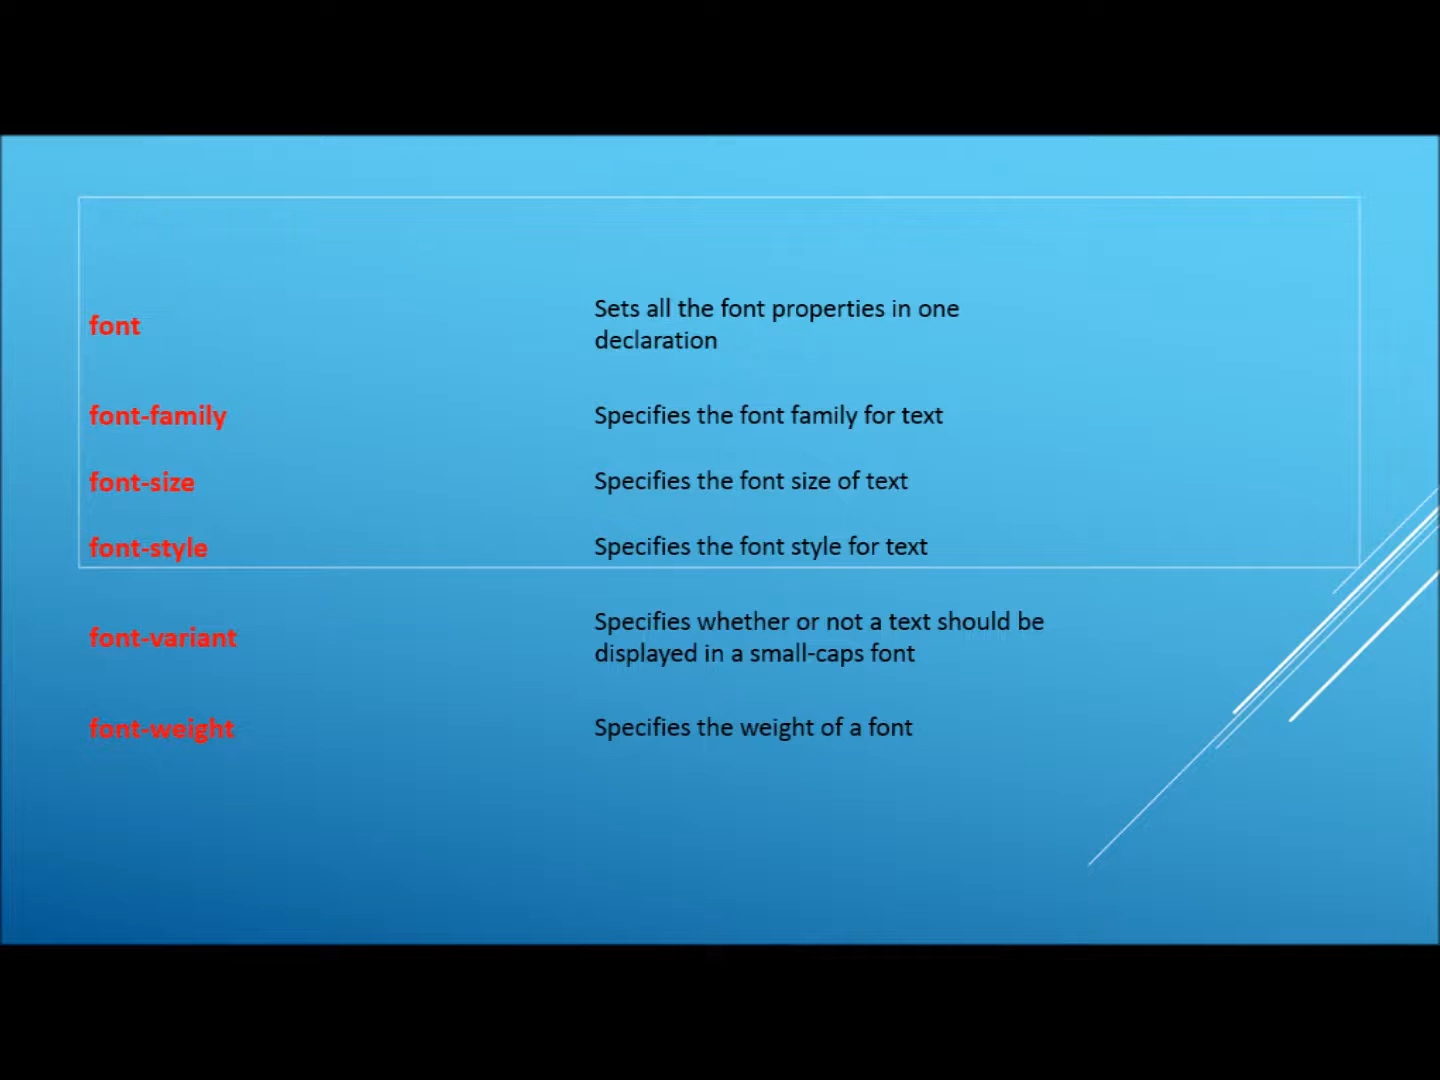 font
Sets all the font properties in one
declaration
font-family
Specifies the font family for text
font-size
Specifies the font size of text
font-style
Specifies the font style for text
font-variant
Specifies whether or not a text should be
displayed in a small-caps font
font-weight
Specifies the weight of a font